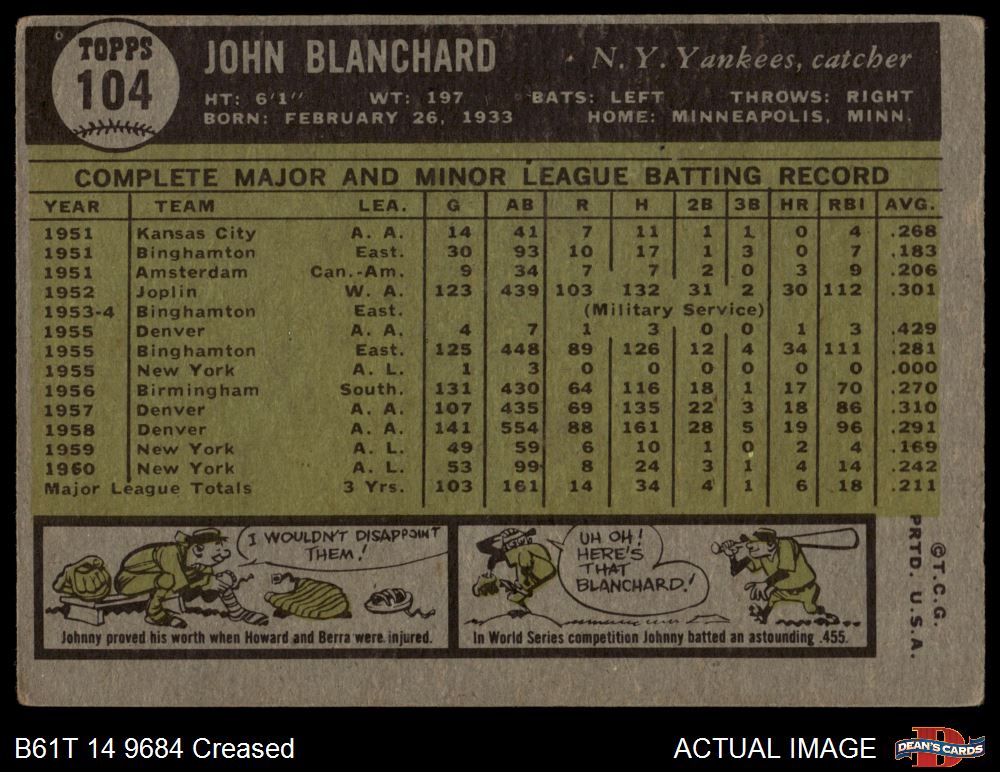 TOPPS
104
JOHN BLANCHARD
N. Y. Yankees, catcher
HT: 6'1" WT: 197 BATS: LEFT THROWS: RIGHT
BORN: FEBRUARY 26, 1933 HOME: MINNEAPOLIS, MINN.
COMPLETE MAJOR AND MINOR LEAGUE BATTING RECORD
YEAR TEAM LEA. G AB R H 2B 3B HR RBI AVG.
1951 Kansas City A. A. 14 41 7 11 1 1 0 4 .268
1951 Binghamton East. 30 93 10 17 1 3 0 7 .183
1951 Amsterdam Can.-Am. 9 34 7 7 2 0 3 9 .206
1952 Joplin W. A. 123 439 103 132 31 2 30 112 .301
1953-4 Binghamton East. (Military Service)
1955 Denver A. A. 4 7 1 3 0 0 1 3 .429
1955 Binghamton East. 125 448 89 126 12 4 34 111 .281
1955 New York A. L. 1 3 0 0 0 0 0 0 .000
1956 Birmingham South. 131 430 64 116 18 1 17 70 .270
1957 Denver A. A. 107 435 69 135 22 3 18 86 .310
1958 Denver A. A. 141 554 88 161 28 5 19 96 .291
1959 New York A. L. 49 59 6 10 1 0 2 4 .169
1960 New York A. L. 53 99 8 24 3 1 4 14 .242
Major League Totals 3 Yrs. 103 161 14 34 4 1 6 18 .211
I WOULDN'T DISAPPOINT
THEM!
Johnny proved his worth when Howard and Berra were injured.
UH OH!
HERE'S
THAT
BLANCHARD!
In World Series competition Johnny batted an astounding .455.
© T. C. G.
PRTD. U. S. A.
B61T 14 9684 Creased
ACTUAL IMAGE
DEAN'S CARDS